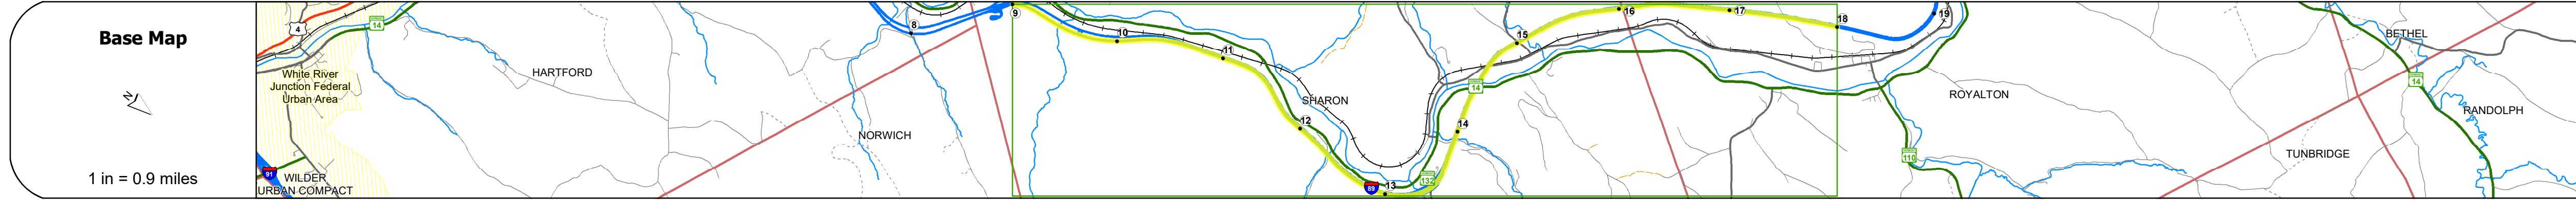 Base Map
N
1 in = 0.9 miles
4
14
White River
Junction Federal
Urban Area
91
WILDER
URBAN COMPACT
HARTFORD
NORWICH
8
9
10
11
12
SHARON
89
13
132
14
14
15
16
17
18
19
ROYALTON
110
BETHEL
14
RANDOLPH
TUNBRIDGE